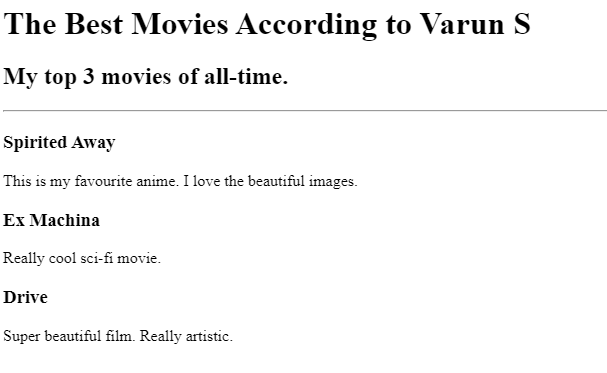 The Best Movies According to Varun S
My top 3 movies of all-time.
Spirited Away
This is my favourite anime. I love the beautiful images.
Ex Machina
Really cool sci-fi movie.
Drive
Super beautiful film. Really artistic.